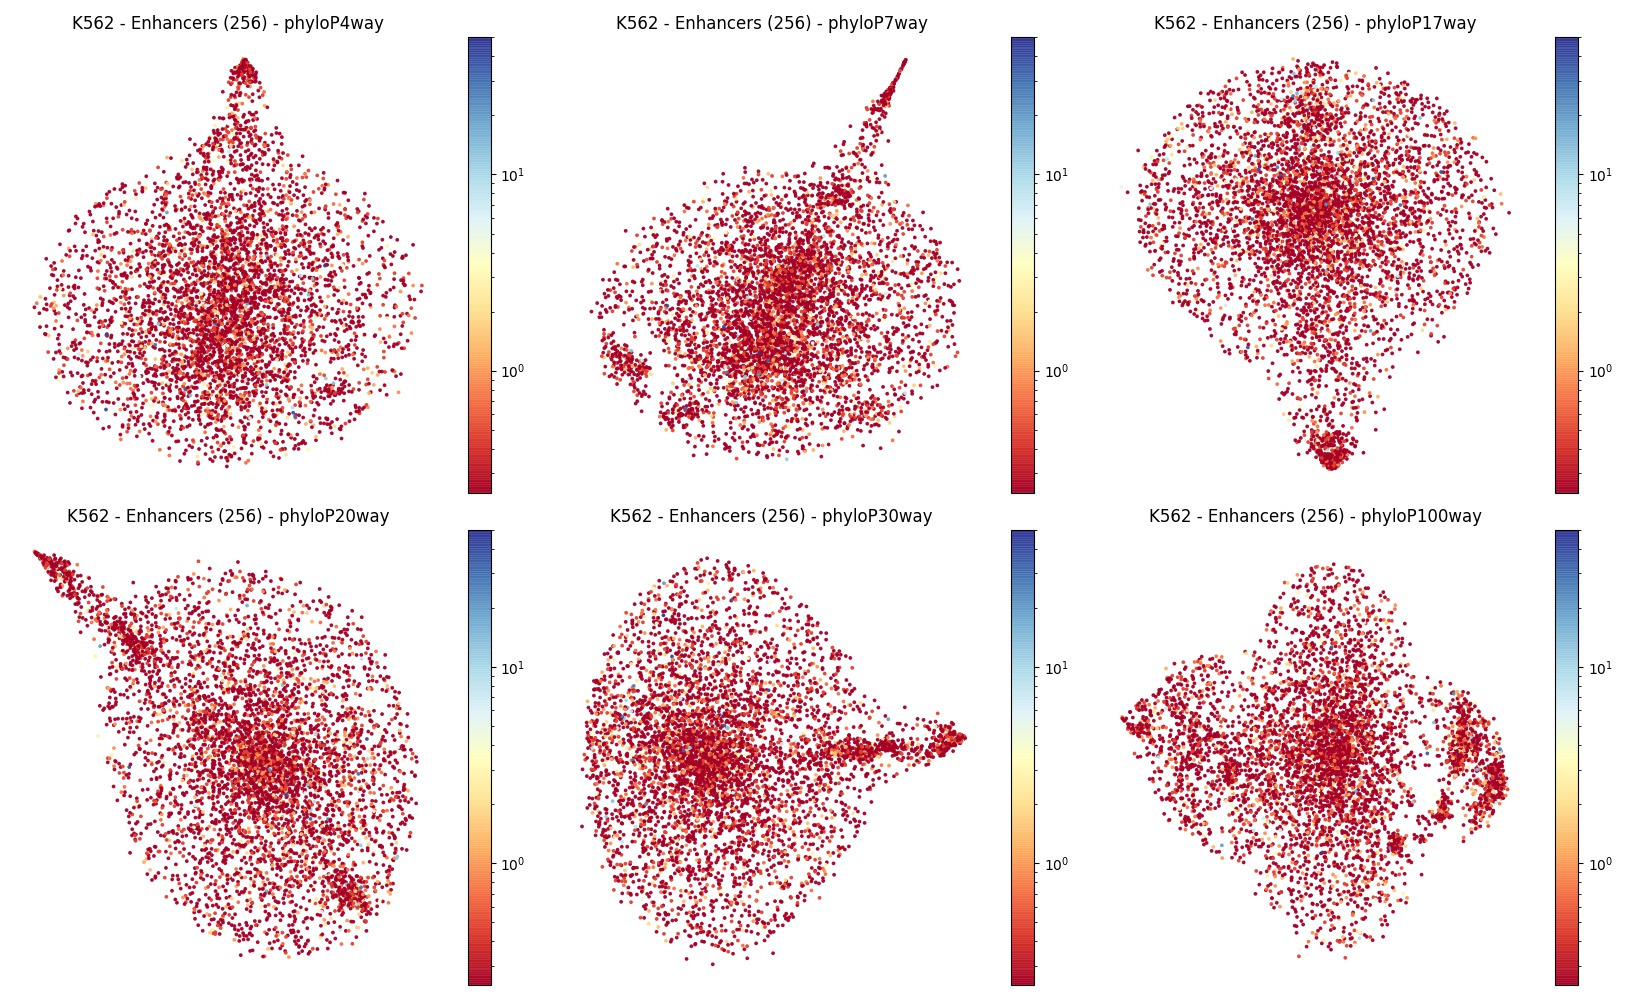 K562 - Enhancers (256) - phyloP4way
K562 - Enhancers (256) - phyloP7way
K562 - Enhancers (256) - phyloP17way
10¹
10⁰
10¹
10⁰
10¹
10⁰
K562 - Enhancers (256) - phyloP20way
K562 - Enhancers (256) - phyloP30way
K562 - Enhancers (256) - phyloP100way
10¹
10⁰
10¹
10⁰
10¹
10⁰